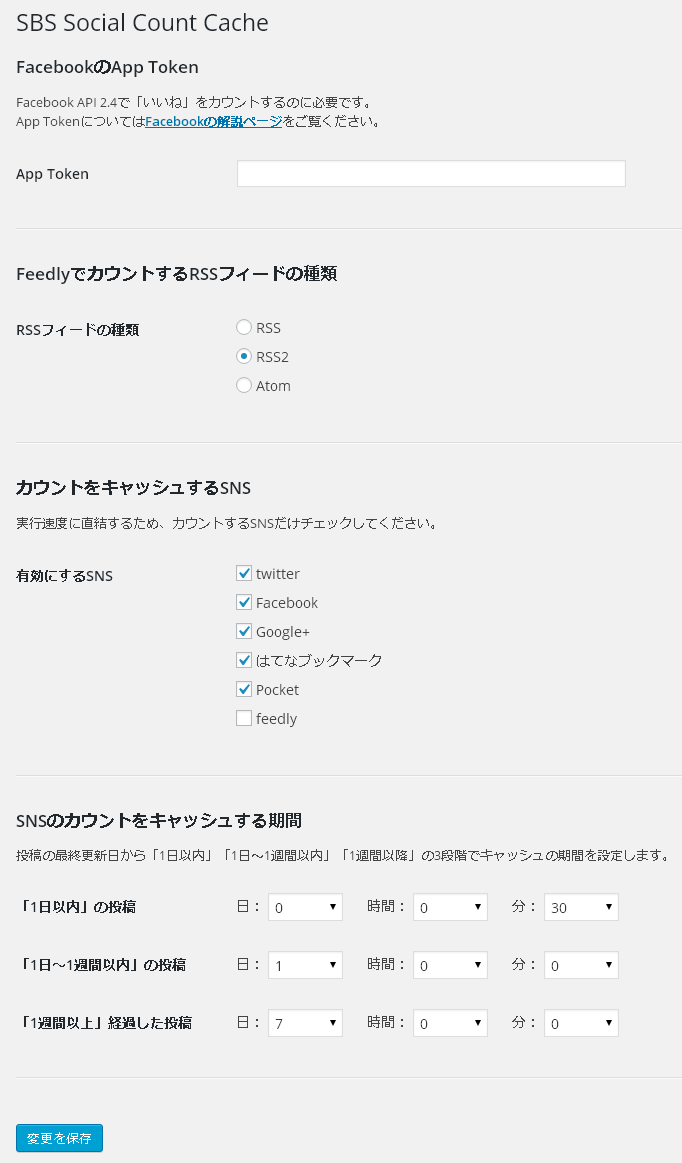 SBS Social Count Cache
FacebookのApp Token
Facebook API 2.4で「いいね」をカウントするのに必要です。
App TokenについてはFacebookの解説ページをご覧ください。
App Token
FeedlyでカウントするRSSフィードの種類
RSSフィードの種類
RSS
RSS2
Atom
カウントをキャッシュするSNS
実行速度に直結するため、カウントするSNSだけチェックしてください。
有効にするSNS
twitter
Facebook
Google+
はてなブックマーク
Pocket
feedly
SNSのカウントをキャッシュする期間
投稿の最終更新日から「1日以内」「1日～1週間以内」「1週間以降」の3段階でキャッシュの期間を設定します。
「1日以内」の投稿 日： 0 時間： 0 分： 30
「1日～1週間以内」の投稿 日： 1 時間： 0 分： 0
「1週間以上」経過した投稿 日： 7 時間： 0 分： 0
変更を保存